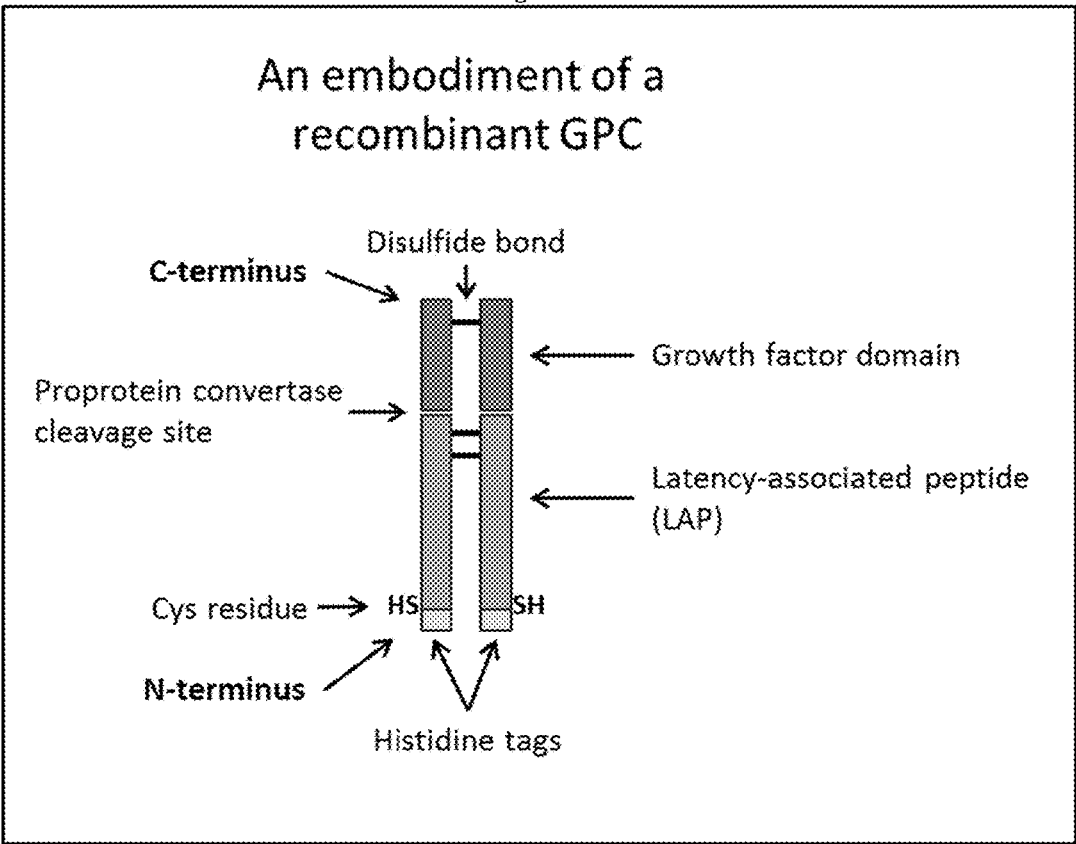 An embodiment of a
recombinant GPC
Disulfide bond
C-terminus
Growth factor domain
Proprotein convertase
cleavage site
Latency-associated peptide
(LAP)
Cys residue
HS
SH
N-terminus
Histidine tags